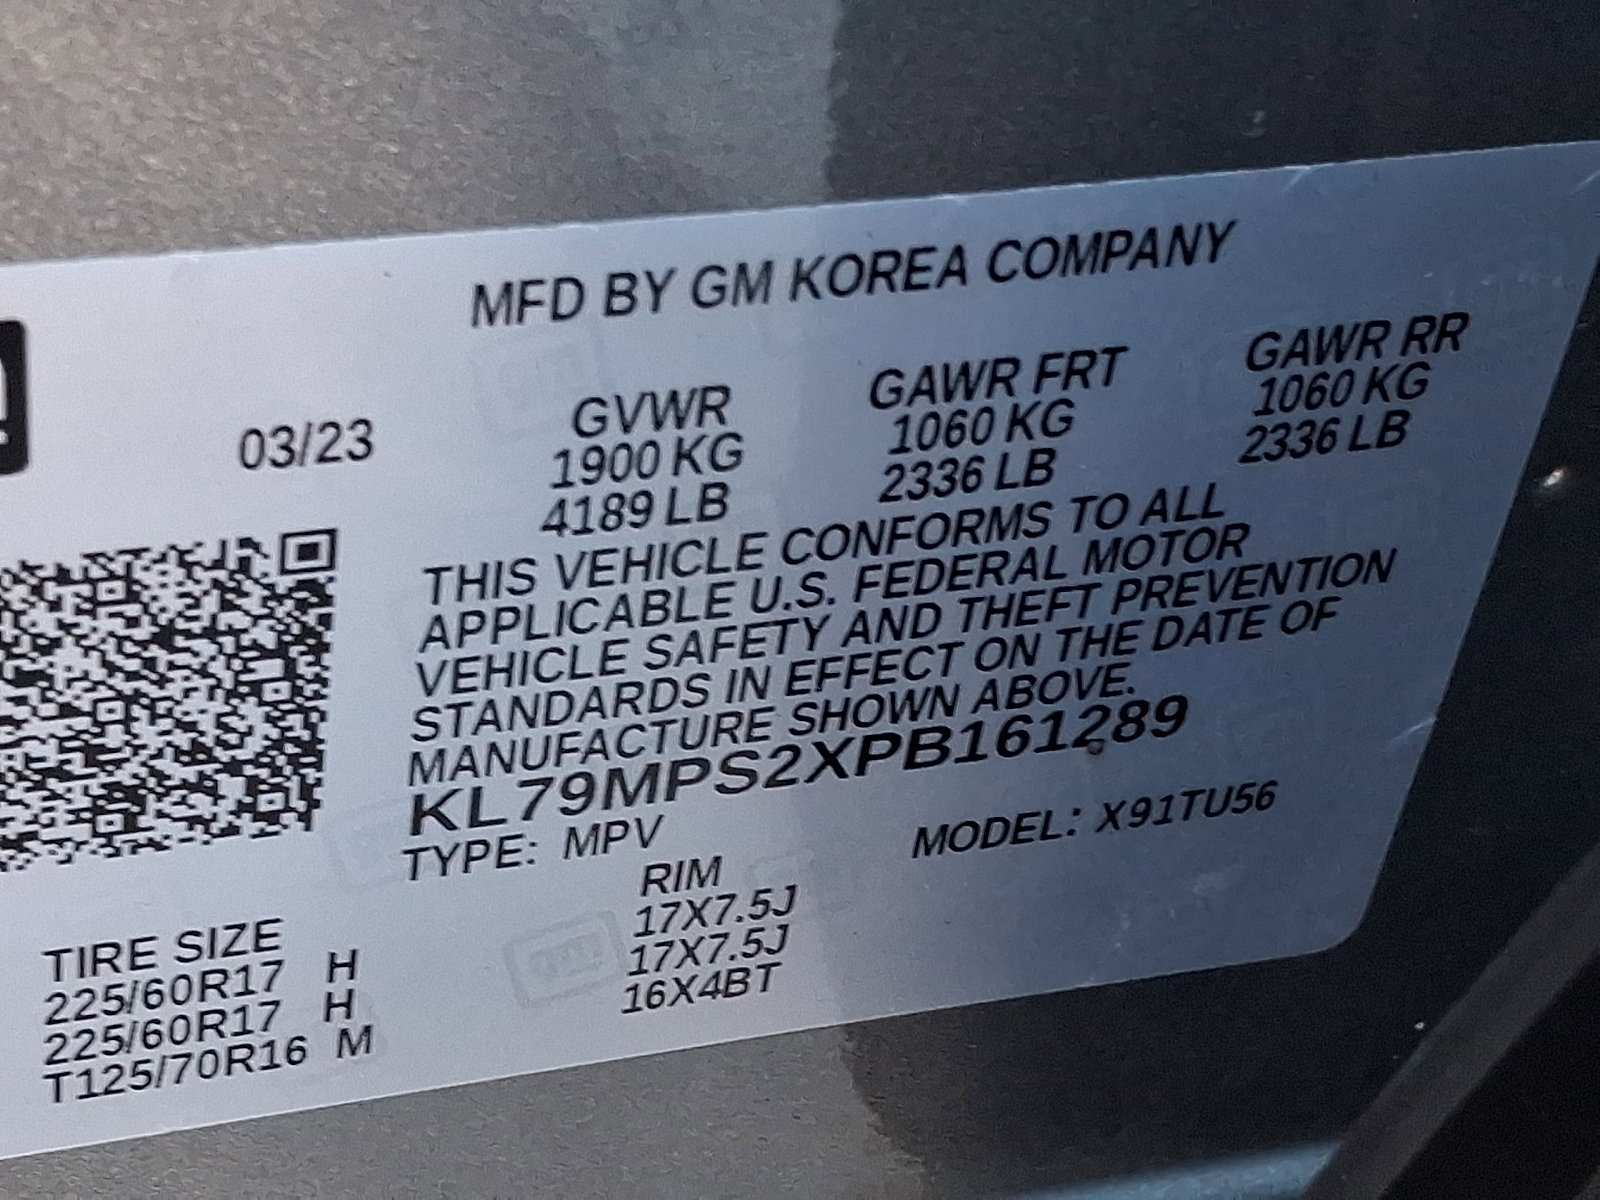 MFD BY GM KOREA COMPANY
03/23
GVWR GAWR FRT GAWR RR
1900 KG 1060 KG 1060 KG
4189 LB 2336 LB 2336 LB
THIS VEHICLE CONFORMS TO ALL
APPLICABLE U.S. FEDERAL MOTOR
VEHICLE SAFETY AND THEFT PREVENTION
STANDARDS IN EFFECT ON THE DATE OF
MANUFACTURE SHOWN ABOVE.
KL79MPS2XPB161289
TYPE: MPV MODEL: X91TU56
TIRE SIZE RIM
225/60R17 H 17X7.5J
225/60R17 H 17X7.5J
T125/70R16 M 16X4BT